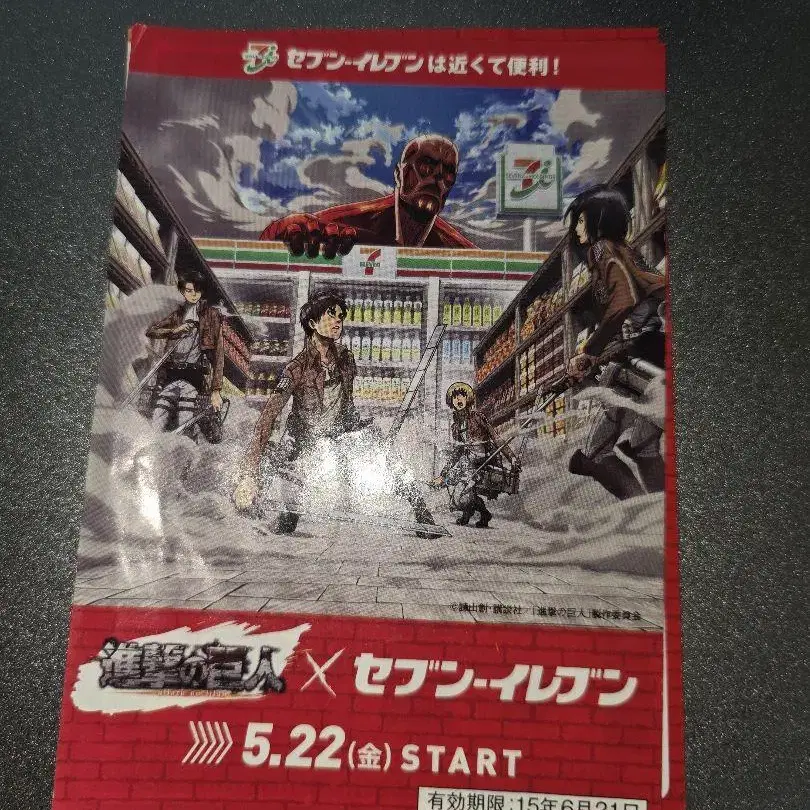 セブン-イレブンは近くて便利!
7
ELEVEN
©諫山創・講談社/「進撃の巨人」製作委員会
進撃の巨人 × セブン-イレブン
5.22(金)START
有効期限:15年6月21日